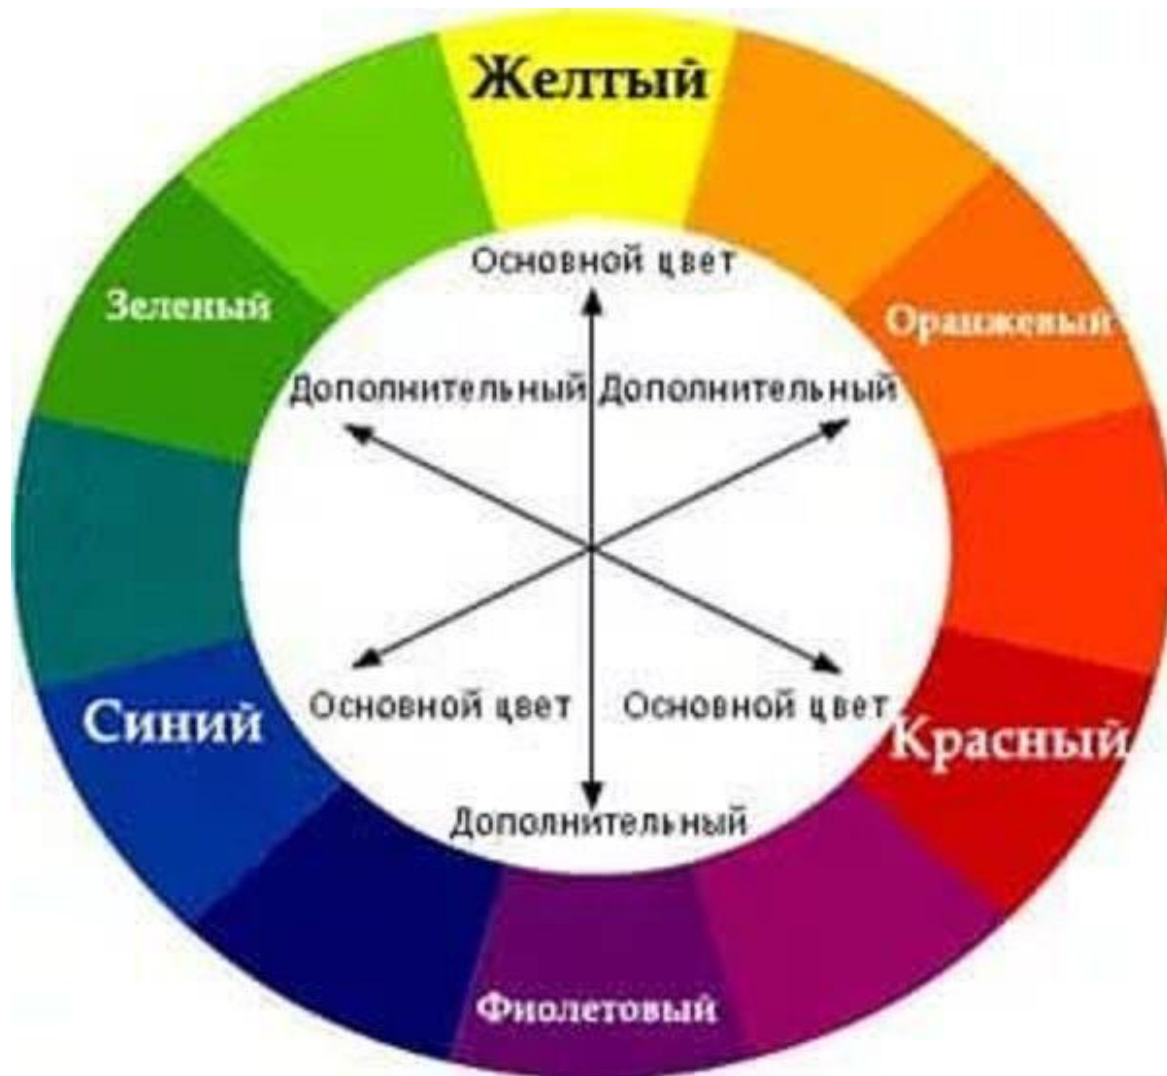 Желтый
Основной цвет
Зеленый
Оранжевый
Дополнительный
Дополнительный
Основной цвет
Основной цвет
Синий
Красный
Дополнительный
Фиолетовый